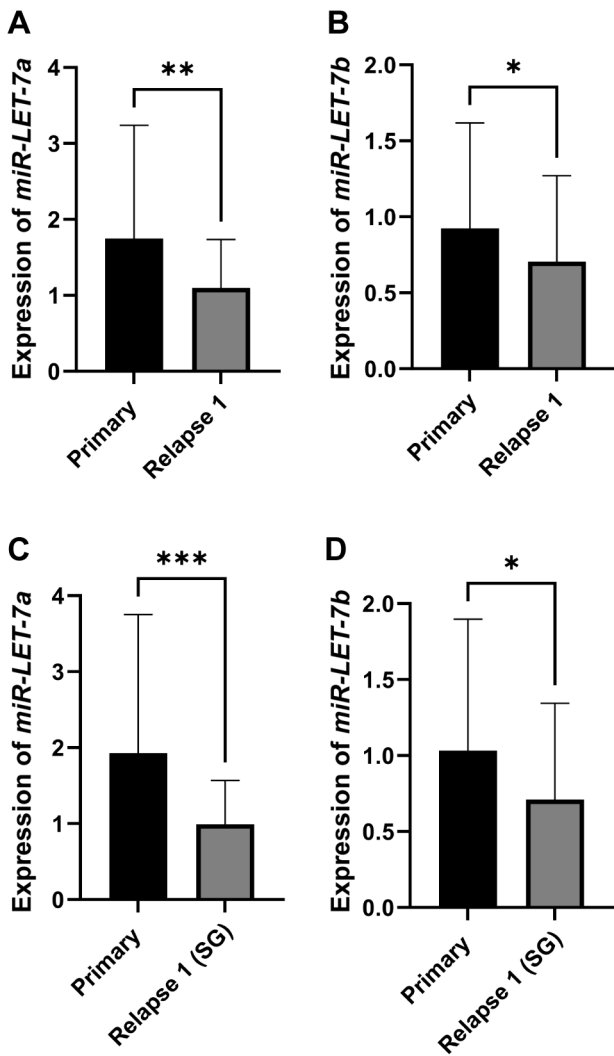 A
Expression of miR-LET-7a
4
3
2
1
0
**
Primary
Relapse 1
B
Expression of miR-LET-7b
2.0
1.5
1.0
0.5
0.0
*
Primary
Relapse 1
C
Expression of miR-LET-7a
4
3
2
1
0
***
Primary
Relapse 1 (SG)
D
Expression of miR-LET-7b
2.0
1.5
1.0
0.5
0.0
*
Primary
Relapse 1 (SG)